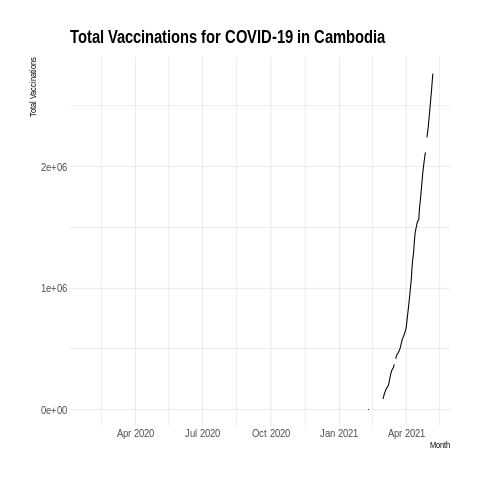 Total Vaccinations for COVID-19 in Cambodia
Total Vaccinations
2e+06
1e+06
0e+00
Apr 2020 Jul 2020 Oct 2020 Jan 2021 Apr 2021
Month